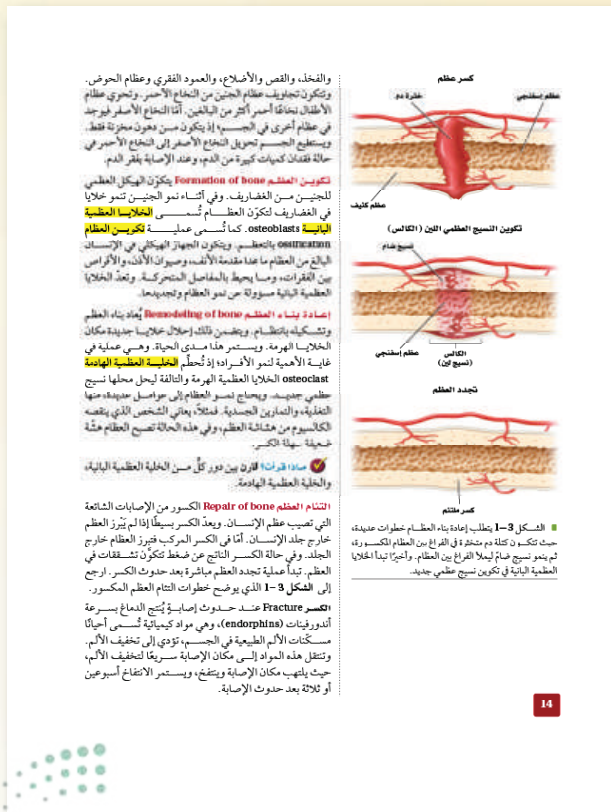 والفخذ، والقص والأضلاع، والعمود الفقري وعظام الحوض.
وتتكون تجاويف عظام الجنين من النخاع الأحمر. وتحوي عظام
الأطفال نخاعًا أحمر أكثر من البالغين. أمّا النخاع الأصفر فيوجد
في عظام أخرى في الجسم؛ إذ يتكون من دهون مخزنة فقط.
ويستطيع الجسم تحويل النخاع الأصفر إلى النخاع الأحمر في
حالة فقدان كميات كبيرة من الدم، وعند الإصابة بفقر الدم.
تكوين العظم Formation of bone يتكوّن الهيكل العظمي
للجنين من الغضاريف. وفي أثناء نمو الجنين تنمو خلايا
في الغضاريف لتكوّن العظام تُسمى الخلايا العظمية
البانية osteoblasts. كما تُسمى عملية تكوين العظام
ossification بالتعظم. ويتكون الجهاز الهيكلي في الإنسان
البالغ من العظام ما عدا مقدمة الأنف، وصيوان الأذن، والأقراص
بين الفقرات، وما يحيط بالمفاصل المتحركة. وتعدّ الخلايا
العظمية البانية مسؤولة عن نمو العظام وتجديدها.
إعادة بناء العظم Remodeling of bone يُعاد بناء العظم
وتشكيله بانتظام. ويتضمن ذلك إحلال خلايا جديدة مكان
الخلايا الهرمة. ويستمر هذا مدى الحياة. وهي عملية في
غاية الأهمية لنمو الأفراد؛ إذ تُحطِّم الخلية العظمية الهادمة
osteoclast الخلايا العظمية الهرمة والتالفة ليحل محلها نسيج
عظمي جديد. ويحتاج نمو العظام إلى عوامل عديدة، منها
التغذية، والتمارين الجسدية. فمثلًا، يعاني الشخص الذي ينقصه
الكالسيوم من هشاشة العظم، وفي هذه الحالة تصبح العظام هشّة
ضعيفة سهلة الكسر.
ماذا قرأت؟ قارن بين دور كلٍّ من الخلية العظمية البانية،
والخلية العظمية الهادمة.
التئام العظم Repair of bone الكسور من الإصابات الشائعة
التي تصيب عظم الإنسان. ويعدّ الكسر بسيطًا إذا لم يَبْرز العظم
خارج جلد الإنسان. أمّا في الكسر المركب فتبرز العظام خارج
الجلد. وفي حالة الكسر الناتج عن ضغط تتكوَّن تشققات في
العظم. تبدأ عملية تجدد العظم مباشرة بعد حدوث الكسر. ارجع
إلى الشكل 3-1 الذي يوضح خطوات التئام العظم المكسور.
الكسر Fracture عند حدوث إصابةٍ يُنتج الدماغ بسرعة
أندورفينات (endorphins)، وهي مواد كيميائية تُسمى أحيانًا
مسكّنات الألم الطبيعية في الجسم، تؤدي إلى تخفيف الألم.
وتنتقل هذه المواد إلى مكان الإصابة سريعًا لتخفيف الألم،
حيث يلتهب مكان الإصابة وينتفخ، ويستمر الانتفاخ أسبوعين
أو ثلاثة بعد حدوث الإصابة.
كسر عظم
خثرة دم
عظم إسفنجي
عظم كثيف
تكوين النسيج العظمي اللين (الكالس)
نسيج ضام
عظم إسفنجي
الكالس
(نسيج لين)
تجدد العظم
كسر ملتئم
الشكل 3-1 يتطلب إعادة بناء العظام خطوات عديدة،
حيث تتكون كتلة دم متخثرة في الفراغ بين العظام المكسورة،
ثم ينمو نسيج ضامّ ليملأ الفراغ بين العظام. وأخيرًا تبدأ الخلايا
العظمية البانية في تكوين نسيج عظمي جديد.
14